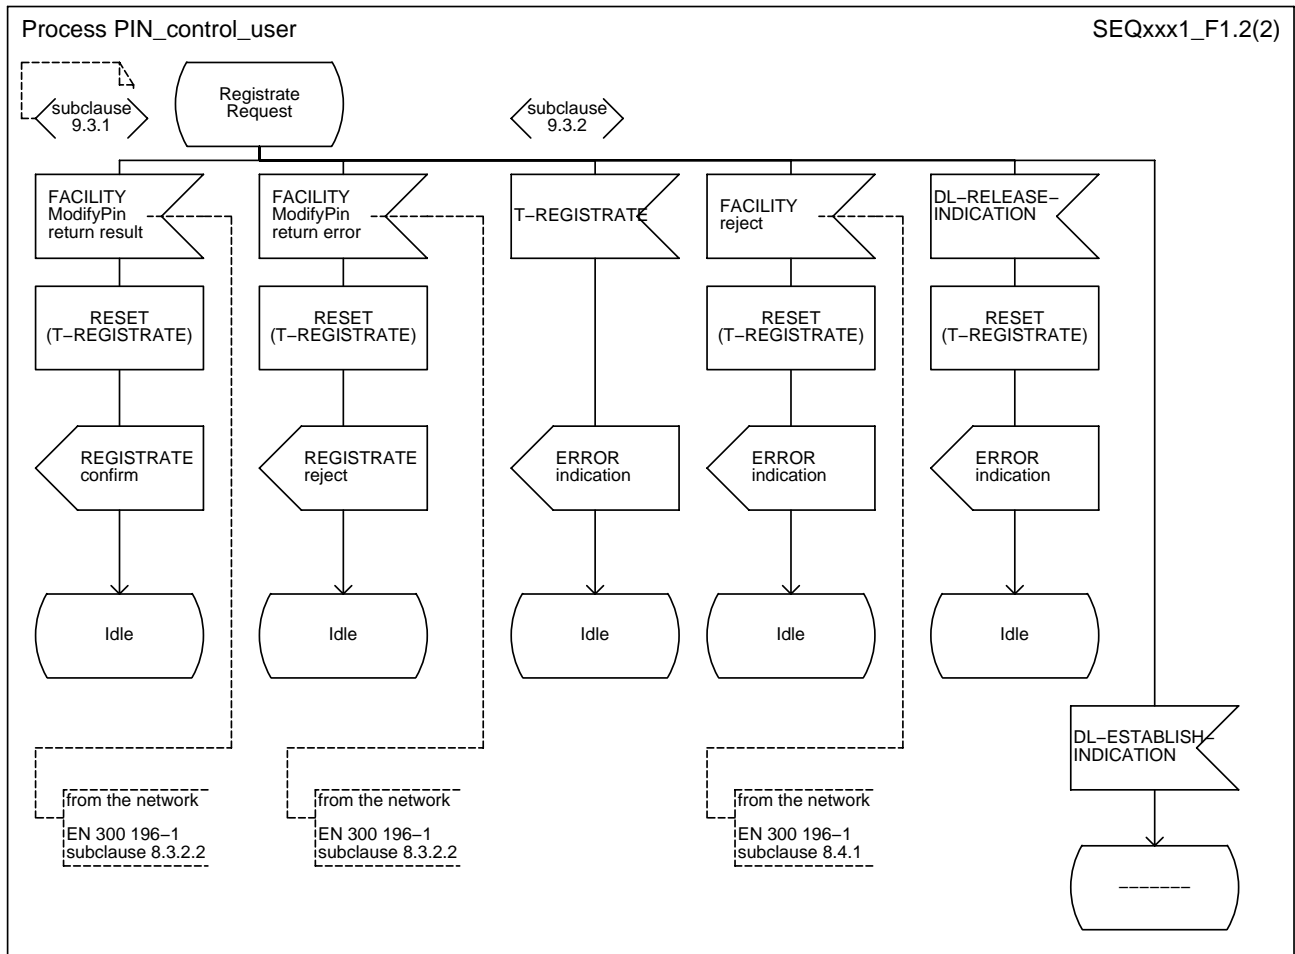 Process PIN_control_user
SEQxxx1_F1.2(2)
subclause
9.3.1
Registrate
Request
subclause
9.3.2
FACILITY
ModifyPin
return result
FACILITY
ModifyPin
return error
T−REGISTRATE
FACILITY
reject
DL−RELEASE−
INDICATION
RESET
(T−REGISTRATE)
RESET
(T−REGISTRATE)
RESET
(T−REGISTRATE)
RESET
(T−REGISTRATE)
REGISTRATE
confirm
REGISTRATE
reject
ERROR
indication
ERROR
indication
ERROR
indication
Idle
Idle
Idle
Idle
Idle
DL−ESTABLISH−
INDICATION
from the network
EN 300 196−1
subclause 8.3.2.2
from the network
EN 300 196−1
subclause 8.3.2.2
from the network
EN 300 196−1
subclause 8.4.1
−−−−−−−